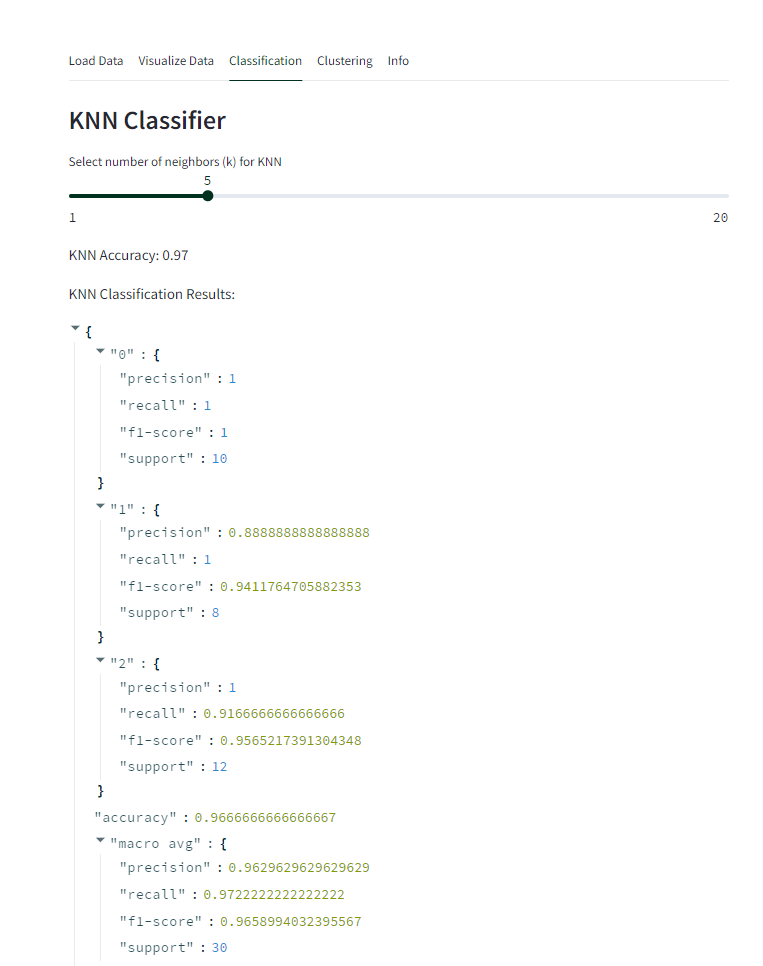 Load Data Visualize Data Classification Clustering Info
KNN Classifier
Select number of neighbors (k) for KNN
5
1 20
KNN Accuracy: 0.97
KNN Classification Results:
{
"0" : {
"precision" : 1
"recall" : 1
"f1-score" : 1
"support" : 10
}
"1" : {
"precision" : 0.8888888888888888
"recall" : 1
"f1-score" : 0.9411764705882353
"support" : 8
}
"2" : {
"precision" : 1
"recall" : 0.9166666666666666
"f1-score" : 0.9565217391304348
"support" : 12
}
"accuracy" : 0.9666666666666667
"macro avg" : {
"precision" : 0.9629629629629629
"recall" : 0.9722222222222222
"f1-score" : 0.9658994032395567
"support" : 30